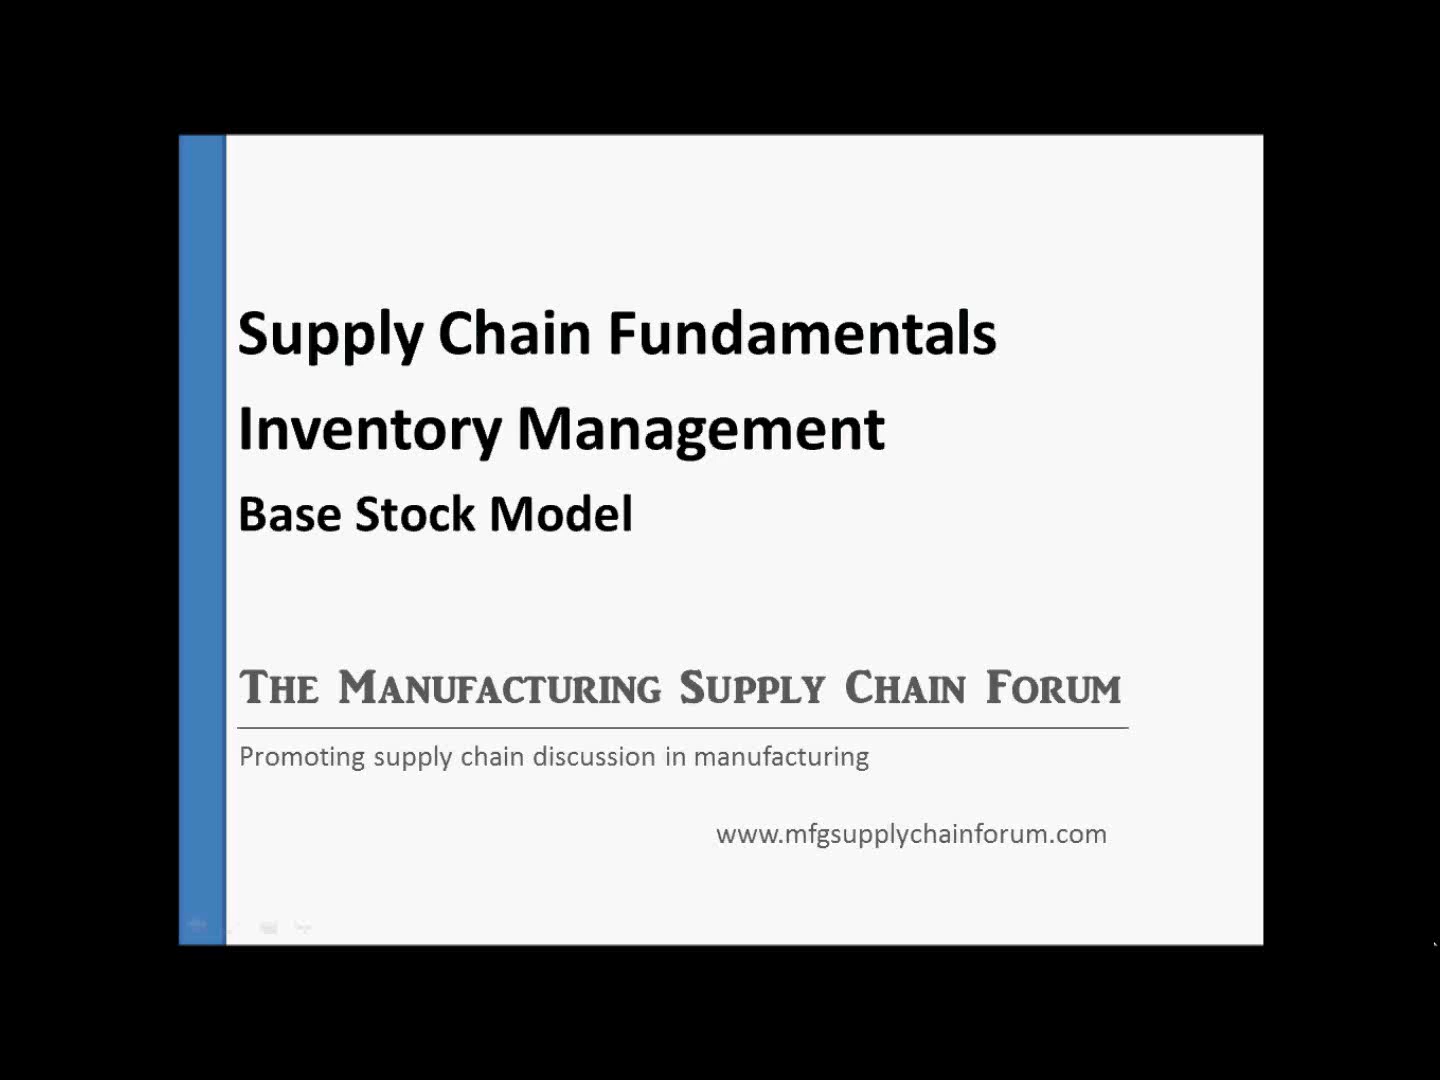 Supply Chain Fundamentals
Inventory Management
Base Stock Model
The Manufacturing Supply Chain Forum
Promoting supply chain discussion in manufacturing
www.mfgsupplychainforum.com